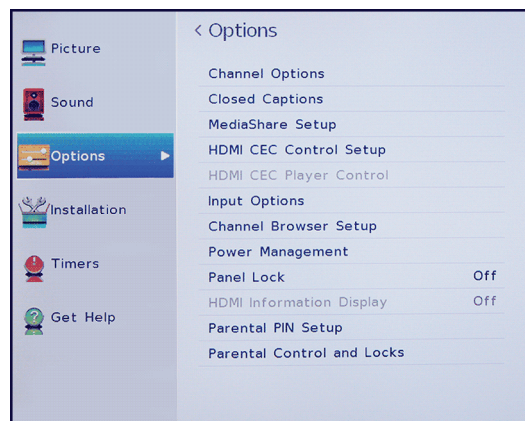 Picture
Sound
Options
Installation
Timers
Get Help
< Options
Channel Options
Closed Captions
MediaShare Setup
HDMI CEC Control Setup
HDMI CEC Player Control
Input Options
Channel Browser Setup
Power Management
Panel Lock Off
HDMI Information Display Off
Parental PIN Setup
Parental Control and Locks